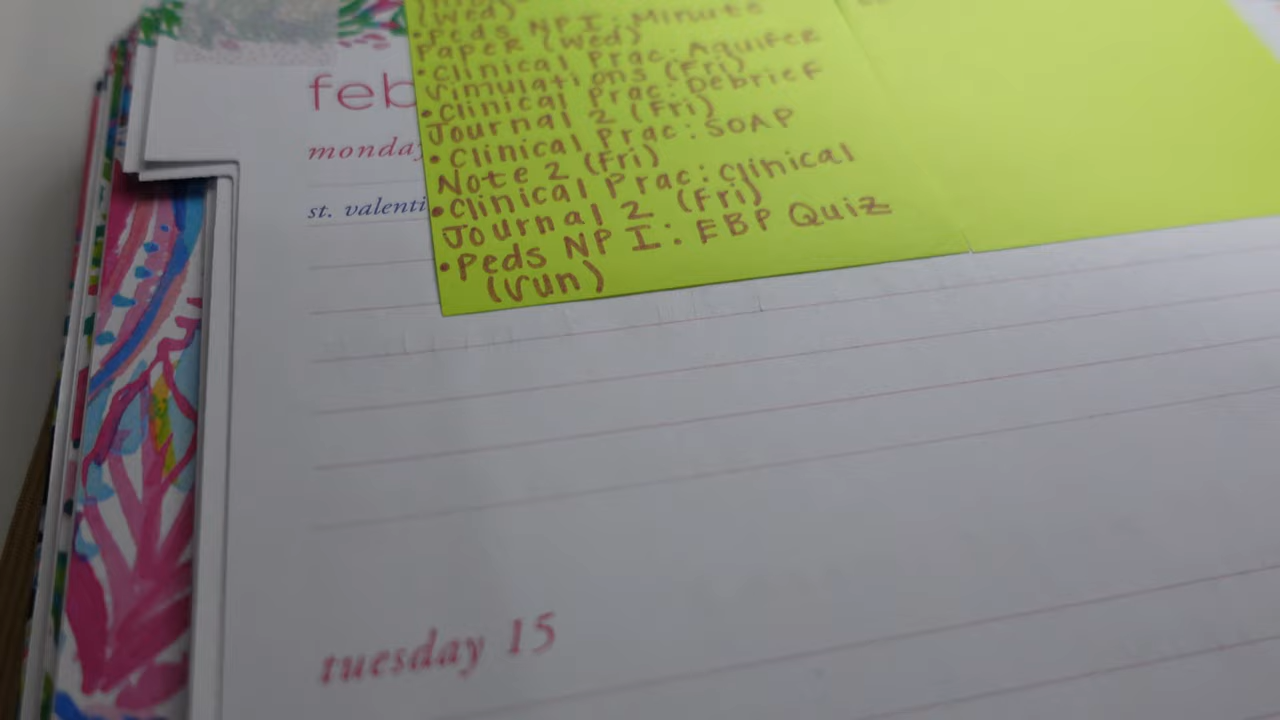 (Wed)
•Peds NP I: Minute
Paper (Wed)
•Clinical Prac: Aquifer
Simulations (Fri)
•Clinical Prac: Debrief
Journal 2 (Fri)
•Clinical Prac: SOAP
Note 2 (Fri)
•Clinical Prac: Clinical
Journal 2 (Fri)
•Peds NP I: EBP Quiz
(Sun)
feb
monday
st. valenti
tuesday 15